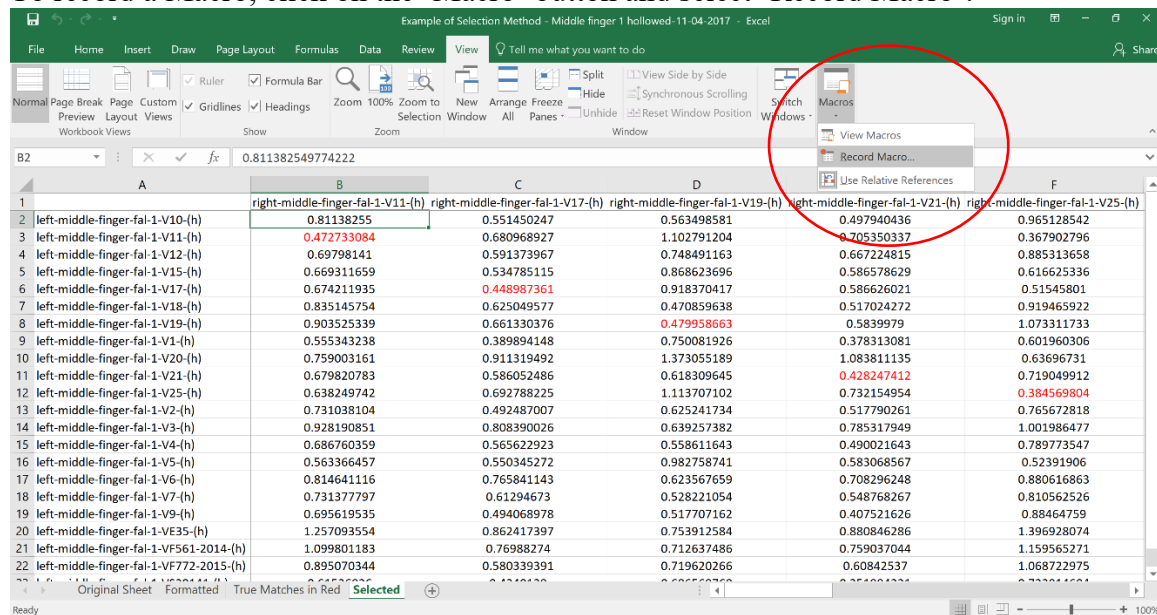 To record a Macro, click on the "Macro" button and select "Record Macro".
Example of Selection Method - Middle finger 1 hollowed-11-04-2017 - Excel Sign in
File Home Insert Draw Page Layout Formulas Data Review View Tell me what you want to do Share
Normal Page Break Preview Page Layout Custom Views
Ruler Formula Bar
Gridlines Headings
Zoom 100% Zoom to Selection
New Window Arrange All Freeze Panes
Split
Hide
Unhide
View Side by Side
Synchronous Scrolling
Reset Window Position
Switch Windows
Macros
Workbook Views Show Zoom Window
View Macros
Record Macro...
Use Relative References
B2 fx 0.811382549774222
A B C D F
1 right-middle-finger-fal-1-V11-(h) right-middle-finger-fal-1-V17-(h) right-middle-finger-fal-1-V19-(h) right-middle-finger-fal-1-V21-(h) right-middle-finger-fal-1-V25-(h)
2 left-middle-finger-fal-1-V10-(h) 0.81138255 0.551450247 0.563498581 0.497940436 0.965128542
3 left-middle-finger-fal-1-V11-(h) 0.472733084 0.680968927 1.102791204 0.705350337 0.367902796
4 left-middle-finger-fal-1-V12-(h) 0.69798141 0.591373967 0.748491163 0.667224815 0.885313658
5 left-middle-finger-fal-1-V15-(h) 0.669311659 0.534785115 0.868623696 0.586578629 0.616625336
6 left-middle-finger-fal-1-V17-(h) 0.674211935 0.448987361 0.918370417 0.586626021 0.51545801
7 left-middle-finger-fal-1-V18-(h) 0.835145754 0.625049577 0.470859638 0.517024272 0.919465922
8 left-middle-finger-fal-1-V19-(h) 0.903525339 0.661330376 0.479958663 0.5839979 1.073311733
9 left-middle-finger-fal-1-V1-(h) 0.555343238 0.389894148 0.750081926 0.378313081 0.601960306
10 left-middle-finger-fal-1-V20-(h) 0.759003161 0.911319492 1.373055189 1.083811135 0.63696731
11 left-middle-finger-fal-1-V21-(h) 0.679820783 0.586052486 0.618309645 0.428247412 0.719049912
12 left-middle-finger-fal-1-V25-(h) 0.638249742 0.692788225 1.113707102 0.732154954 0.384569804
13 left-middle-finger-fal-1-V2-(h) 0.731038104 0.492487007 0.625241734 0.517790261 0.765672818
14 left-middle-finger-fal-1-V3-(h) 0.928190851 0.808390026 0.639257382 0.785317949 1.001986477
15 left-middle-finger-fal-1-V4-(h) 0.686760359 0.565622923 0.558611643 0.490021643 0.789773547
16 left-middle-finger-fal-1-V5-(h) 0.563366457 0.550345272 0.982758741 0.583068567 0.52391906
17 left-middle-finger-fal-1-V6-(h) 0.814641116 0.765841143 0.623567659 0.708296248 0.880616863
18 left-middle-finger-fal-1-V7-(h) 0.731377797 0.61294673 0.528221054 0.548768267 0.810562526
19 left-middle-finger-fal-1-V9-(h) 0.695619535 0.494068978 0.517707162 0.407521626 0.88464759
20 left-middle-finger-fal-1-VE35-(h) 1.257093554 0.862417397 0.753912584 0.880846286 1.396928074
21 left-middle-finger-fal-1-VF561-2014-(h) 1.099801183 0.76988274 0.712637486 0.759037044 1.159565271
22 left-middle-finger-fal-1-VF772-2015-(h) 0.895070344 0.580339391 0.719620266 0.60842537 1.068722975
Original Sheet Formatted True Matches in Red Selected
Ready 100%